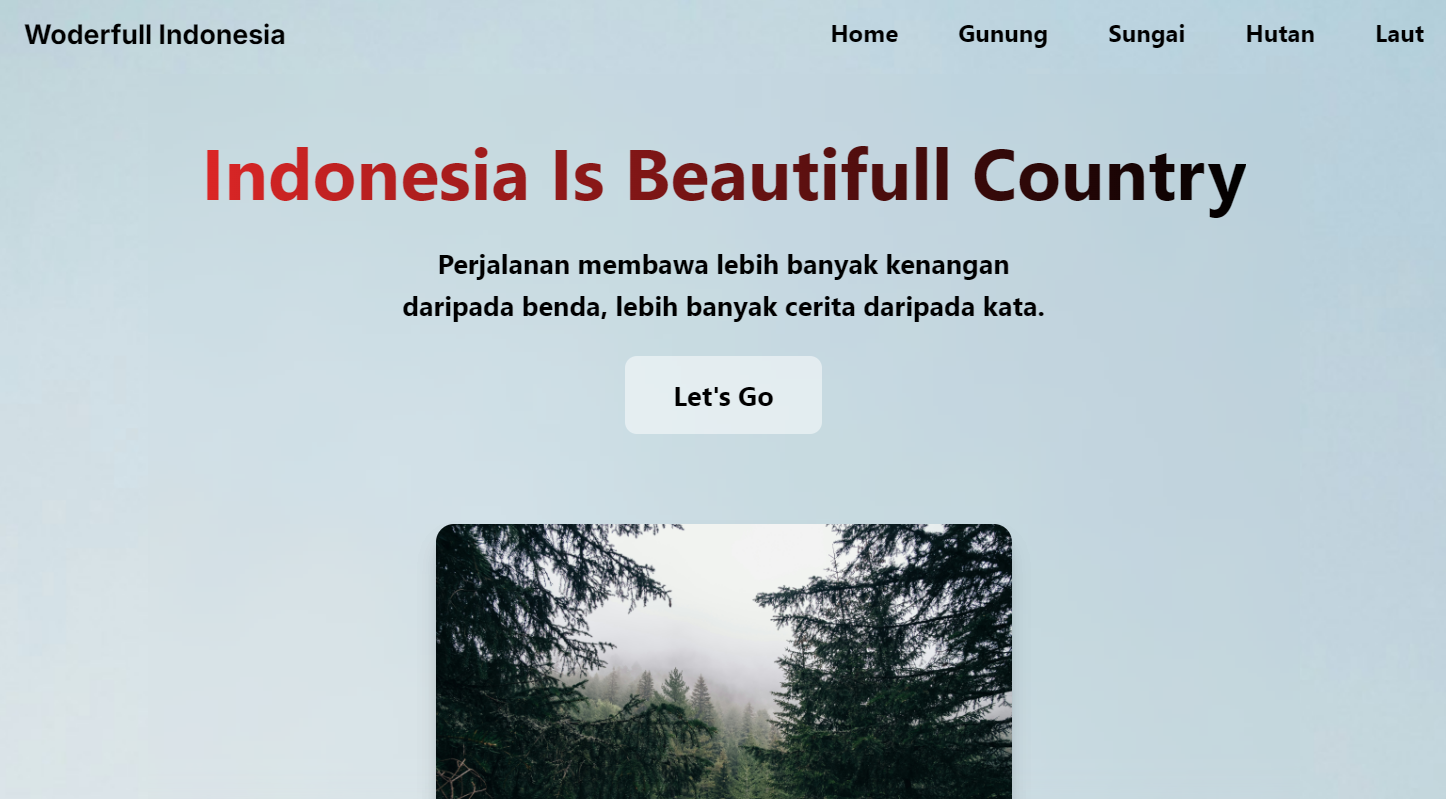 Woderfull Indonesia
Home Gunung Sungai Hutan Laut
Indonesia Is Beautifull Country
Perjalanan membawa lebih banyak kenangan
daripada benda, lebih banyak cerita daripada kata.
Let's Go